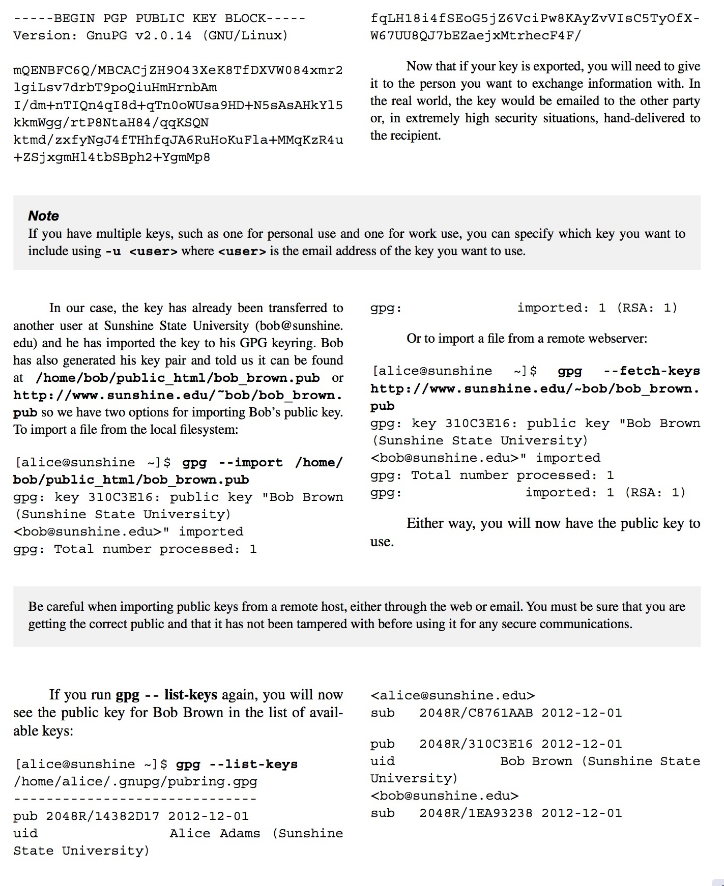 -----BEGIN PGP PUBLIC KEY BLOCK-----
Version: GnuPG v2.0.14 (GNU/Linux)
mQENBFC6Q/MBCACjZH9O43XeK8TfDXVW084xmr2
lgiLsv7drbT9poQiuHmHrnbAm
I/dm+nTIQn4qI8d+qTn0oWUsa9HD+N5sAsAHkYl5
kkmWgg/rtP8NtaH84/qqKSQN
ktmd/zxfyNgJ4fTHhfqJA6RuHoKuFla+MMqKzR4u
+ZSjxgmHl4tbSBph2+YgmMp8
fqLH18i4fSEoG5jZ6VciPw8KAyZvVIsC5TyOfX-
W67UU8QJ7bEZaejxMtrhecF4F/
Now that if your key is exported, you will need to give
it to the person you want to exchange information with. In
the real world, the key would be emailed to the other party
or, in extremely high security situations, hand-delivered to
the recipient.
Note
If you have multiple keys, such as one for personal use and one for work use, you can specify which key you want to
include using -u <user> where <user> is the email address of the key you want to use.
In our case, the key has already been transferred to
another user at Sunshine State University (bob@sunshine.
edu) and he has imported the key to his GPG keyring. Bob
has also generated his key pair and told us it can be found
at /home/bob/public_html/bob_brown.pub or
http://www.sunshine.edu/~bob/bob_brown.
pub so we have two options for importing Bob's public key.
To import a file from the local filesystem:
[alice@sunshine ~]$ gpg --import /home/
bob/public_html/bob_brown.pub
gpg: key 310C3E16: public key "Bob Brown
(Sunshine State University)
<bob@sunshine.edu>" imported
gpg: Total number processed: 1
gpg: imported: 1 (RSA: 1)
Or to import a file from a remote webserver:
[alice@sunshine ~]$ gpg --fetch-keys
http://www.sunshine.edu/~bob/bob_brown.
pub
gpg: key 310C3E16: public key "Bob Brown
(Sunshine State University)
<bob@sunshine.edu>" imported
gpg: Total number processed: 1
gpg: imported: 1 (RSA: 1)
Either way, you will now have the public key to
use.
Be careful when importing public keys from a remote host, either through the web or email. You must be sure that you are
getting the correct public and that it has not been tampered with before using it for any secure communications.
If you run gpg -- list-keys again, you will now
see the public key for Bob Brown in the list of avail-
able keys:
[alice@sunshine ~]$ gpg --list-keys
/home/alice/.gnupg/pubring.gpg
-----------------------------
pub 2048R/14382D17 2012-12-01
uid Alice Adams (Sunshine
State University)
<alice@sunshine.edu>
sub 2048R/C8761AAB 2012-12-01
pub 2048R/310C3E16 2012-12-01
uid Bob Brown (Sunshine State
University)
<bob@sunshine.edu>
sub 2048R/1EA93238 2012-12-01